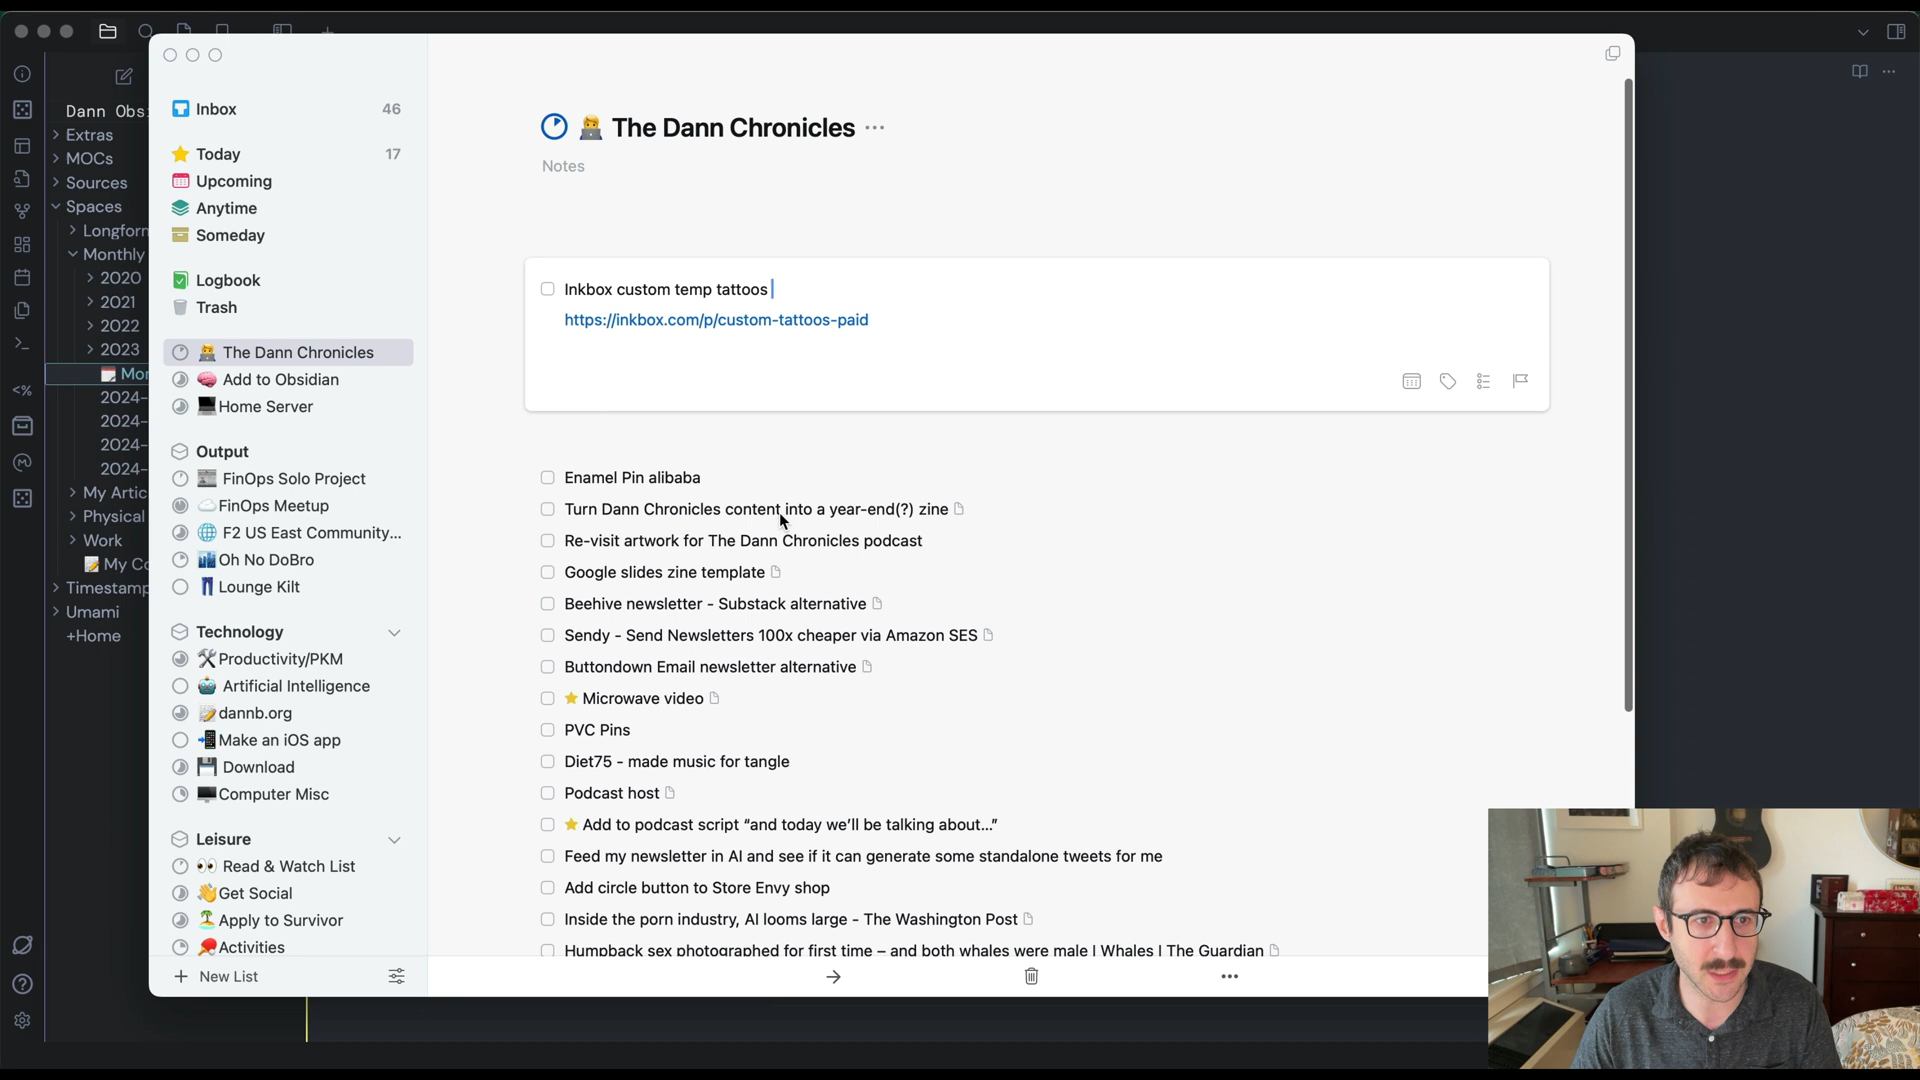 Dann Obs
Extras
MOCs
Sources
Spaces
Longform
Monthly
2020
2021
2022
2023
Mon
2024-
2024-
2024-
2024-
My Artic
Physical
Work
My Co
Timestamp
Umami
+Home
Inbox 46
Today 17
Upcoming
Anytime
Someday
Logbook
Trash
The Dann Chronicles
Add to Obsidian
Home Server
Output
FinOps Solo Project
FinOps Meetup
F2 US East Community...
Oh No DoBro
Lounge Kilt
Technology
Productivity/PKM
Artificial Intelligence
dannb.org
Make an iOS app
Download
Computer Misc
Leisure
Read & Watch List
Get Social
Apply to Survivor
Activities
New List
The Dann Chronicles
Notes
Inkbox custom temp tattoos
https://inkbox.com/p/custom-tattoos-paid
Enamel Pin alibaba
Turn Dann Chronicles content into a year-end(?) zine
Re-visit artwork for The Dann Chronicles podcast
Google slides zine template
Beehive newsletter - Substack alternative
Sendy - Send Newsletters 100x cheaper via Amazon SES
Buttondown Email newsletter alternative
Microwave video
PVC Pins
Diet75 - made music for tangle
Podcast host
Add to podcast script “and today we’ll be talking about...”
Feed my newsletter in AI and see if it can generate some standalone tweets for me
Add circle button to Store Envy shop
Inside the porn industry, AI looms large - The Washington Post
Humpback sex photographed for first time – and both whales were male | Whales | The Guardian